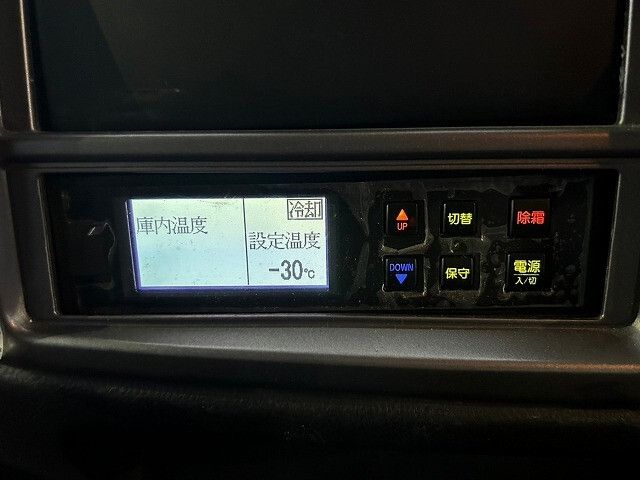 冷却
庫内温度
設定温度
-30℃
UP
切替
除霜
DOWN
保守
電源
入/切